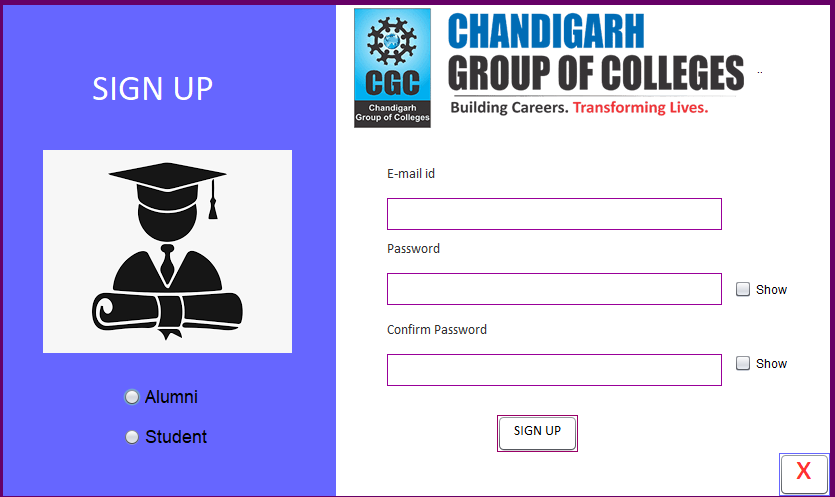 SIGN UP
Alumni
Student
CGC
Chandigarh
Group of Colleges
CHANDIGARH
GROUP OF COLLEGES
..
Building Careers. Transforming Lives.
E-mail id
Password
Show
Confirm Password
Show
SIGN UP
X